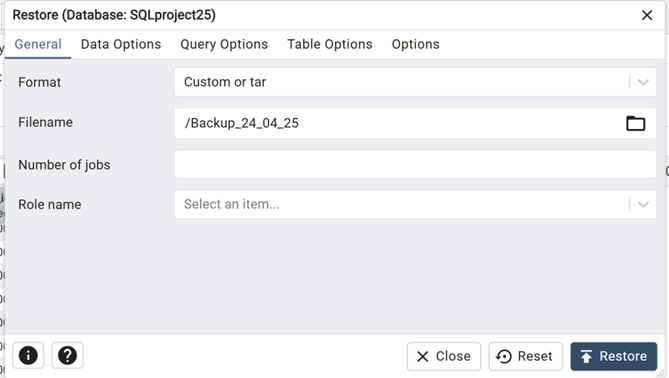 Restore (Database: SQLproject25)
General Data Options Query Options Table Options Options
Format Custom or tar
Filename /Backup_24_04_25
Number of jobs
Role name Select an item...
Close Reset Restore